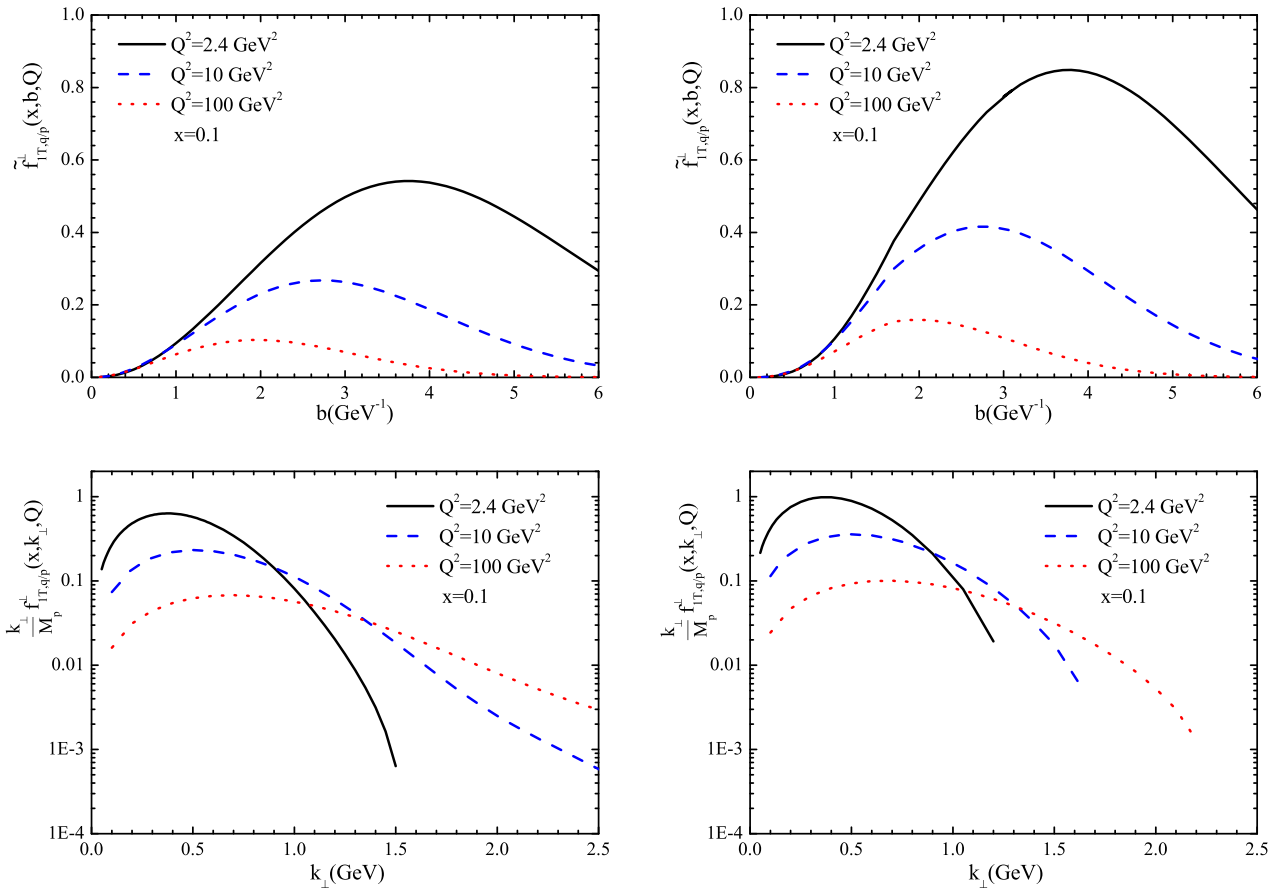 1.0
0.8
0.6
0.4
0.2
0.0
f̃⊥1T,q/p(x,b,Q)
Q²=2.4 GeV²
Q²=10 GeV²
Q²=100 GeV²
x=0.1
0 1 2 3 4 5 6
b(GeV⁻¹)
1.0
0.8
0.6
0.4
0.2
0.0
f̃⊥1T,q/p(x,b,Q)
Q²=2.4 GeV²
Q²=10 GeV²
Q²=100 GeV²
x=0.1
0 1 2 3 4 5 6
b(GeV⁻¹)
1
0.1
0.01
1E-3
1E-4
k⊥/Mp f⊥1T,q/p(x,k⊥,Q)
Q²=2.4 GeV²
Q²=10 GeV²
Q²=100 GeV²
x=0.1
0.0 0.5 1.0 1.5 2.0 2.5
k⊥(GeV)
1
0.1
0.01
1E-3
1E-4
k⊥/Mp f⊥1T,q/p(x,k⊥,Q)
Q²=2.4 GeV²
Q²=10 GeV²
Q²=100 GeV²
x=0.1
0.0 0.5 1.0 1.5 2.0 2.5
k⊥(GeV)